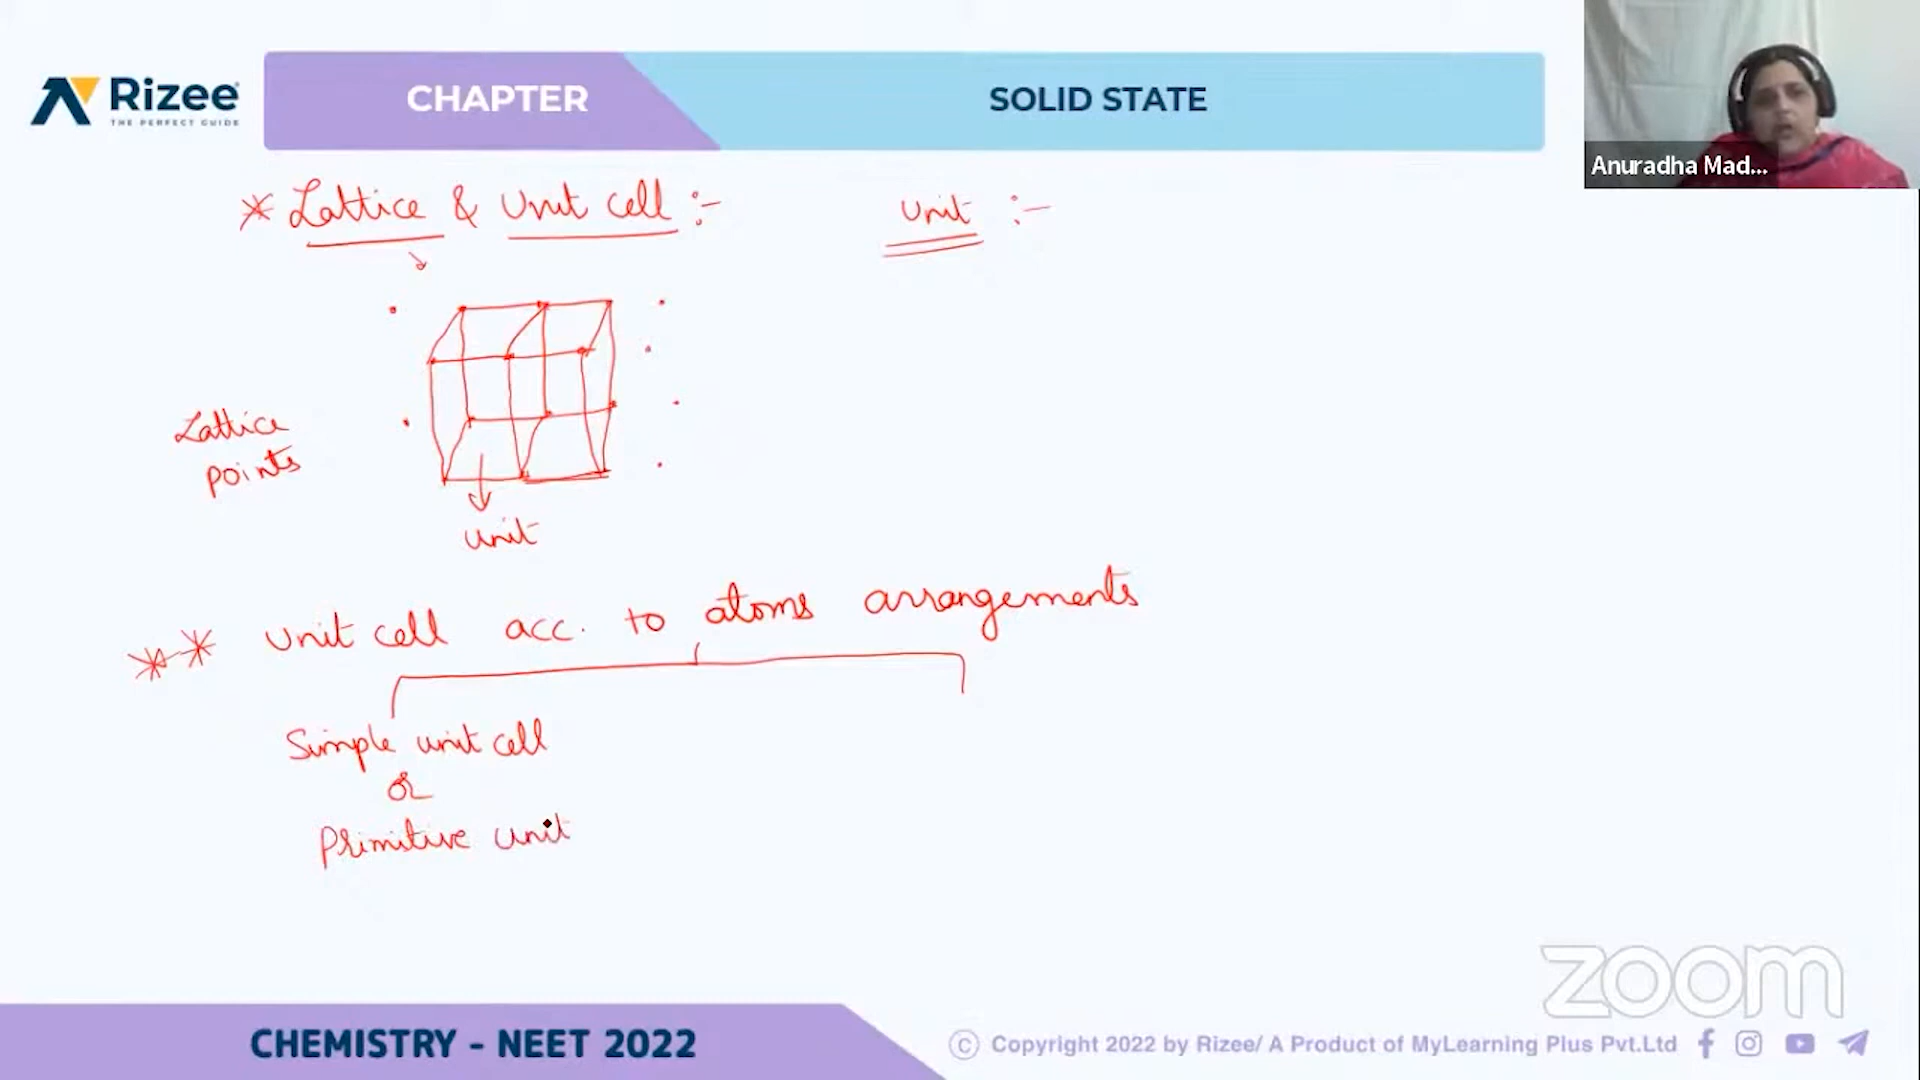 Rizee
THE PERFECT GUIDE
CHAPTER
SOLID STATE
Anuradha Mad...
* Lattice & Unit cell :-
Unit :-
Lattice
points
unit
** Unit cell acc. to atoms arrangements
Simple unit cell
or
Primitive unit
zoom
CHEMISTRY - NEET 2022
© Copyright 2022 by Rizee/ A Product of MyLearning Plus Pvt.Ltd